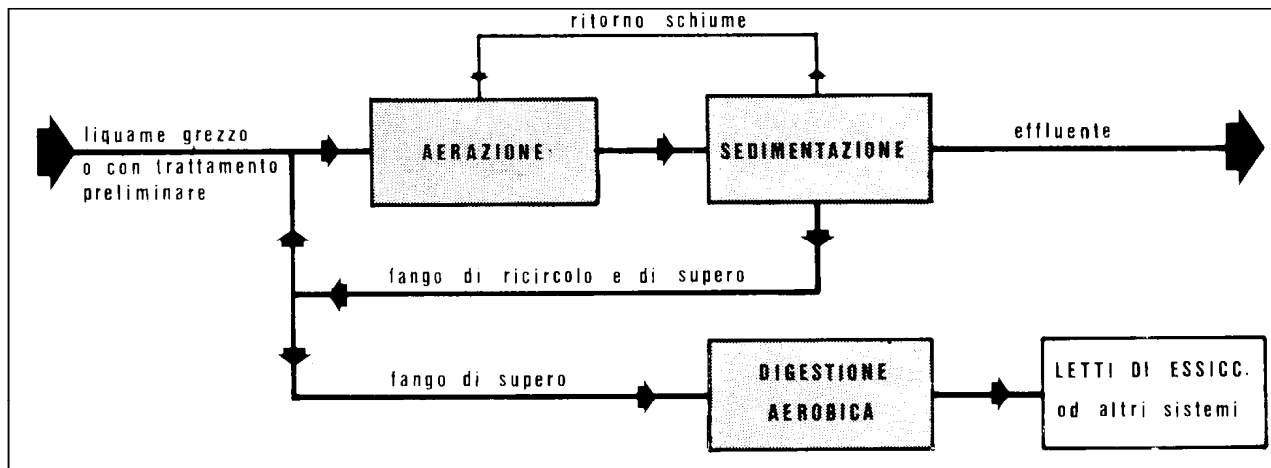 ritorno schiume
liquame grezzo
o con trattamento
preliminare
AERAZIONE
SEDIMENTAZIONE
effluente
fango di ricircolo e di supero
fango di supero
DIGESTIONE
AEROBICA
LETTI DI ESSICC.
od altri sistemi